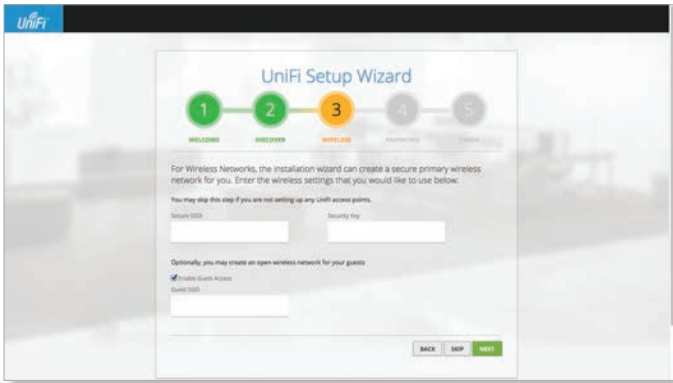 UniFi
UniFi Setup Wizard
1 2 3 4 5
WELCOME DISCOVER WIRELESS PASSWORD
For Wireless Networks, the installation wizard can create a secure primary wireless
network for you. Enter the wireless settings that you would like to use below:
You may skip this step if you are not setting up any UniFi access points.
Secure SSID Security Key
Optionally, you may create an open wireless network for your guests
Enable Guest Access
Guest SSID
BACK SKIP NEXT